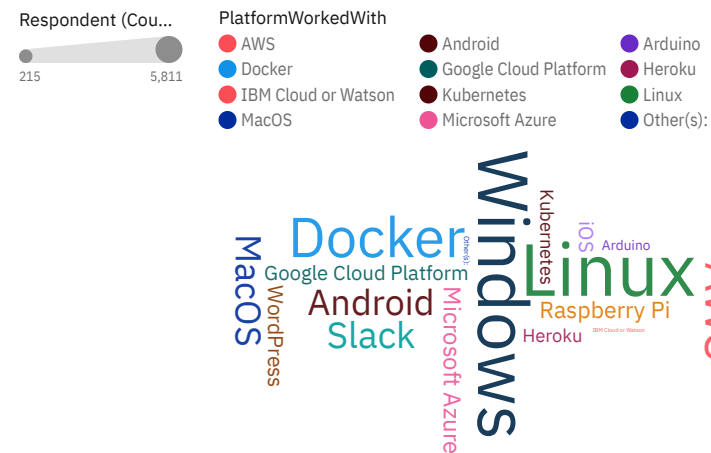 Respondent (Cou...
215
5,811
PlatformWorkedWith
AWS
Android
Arduino
Docker
Google Cloud Platform
Heroku
IBM Cloud or Watson
Kubernetes
Linux
MacOS
Microsoft Azure
Other(s):
Windows
Kubernetes
Docker
Other(s):
iOS
Arduino
MacOS
Google Cloud Platform
Linux
WordPress
Android
Microsoft Azure
Raspberry Pi
Slack
Heroku
IBM Cloud or Watson
AWS